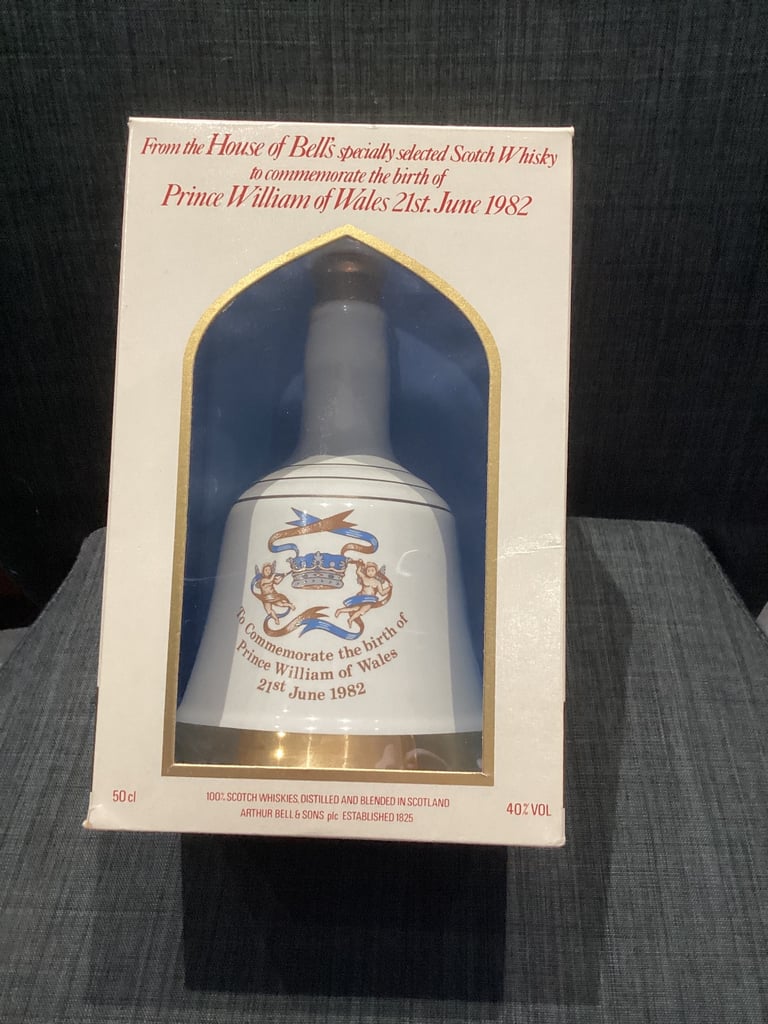 From the House of Bell's specially selected Scotch Whisky
to commemorate the birth of
Prince William of Wales 21st. June 1982
To Commemorate the birth of
Prince William of Wales
21st June 1982
50 cl
100% SCOTCH WHISKIES, DISTILLED AND BLENDED IN SCOTLAND
ARTHUR BELL & SONS plc ESTABLISHED 1825
40% VOL